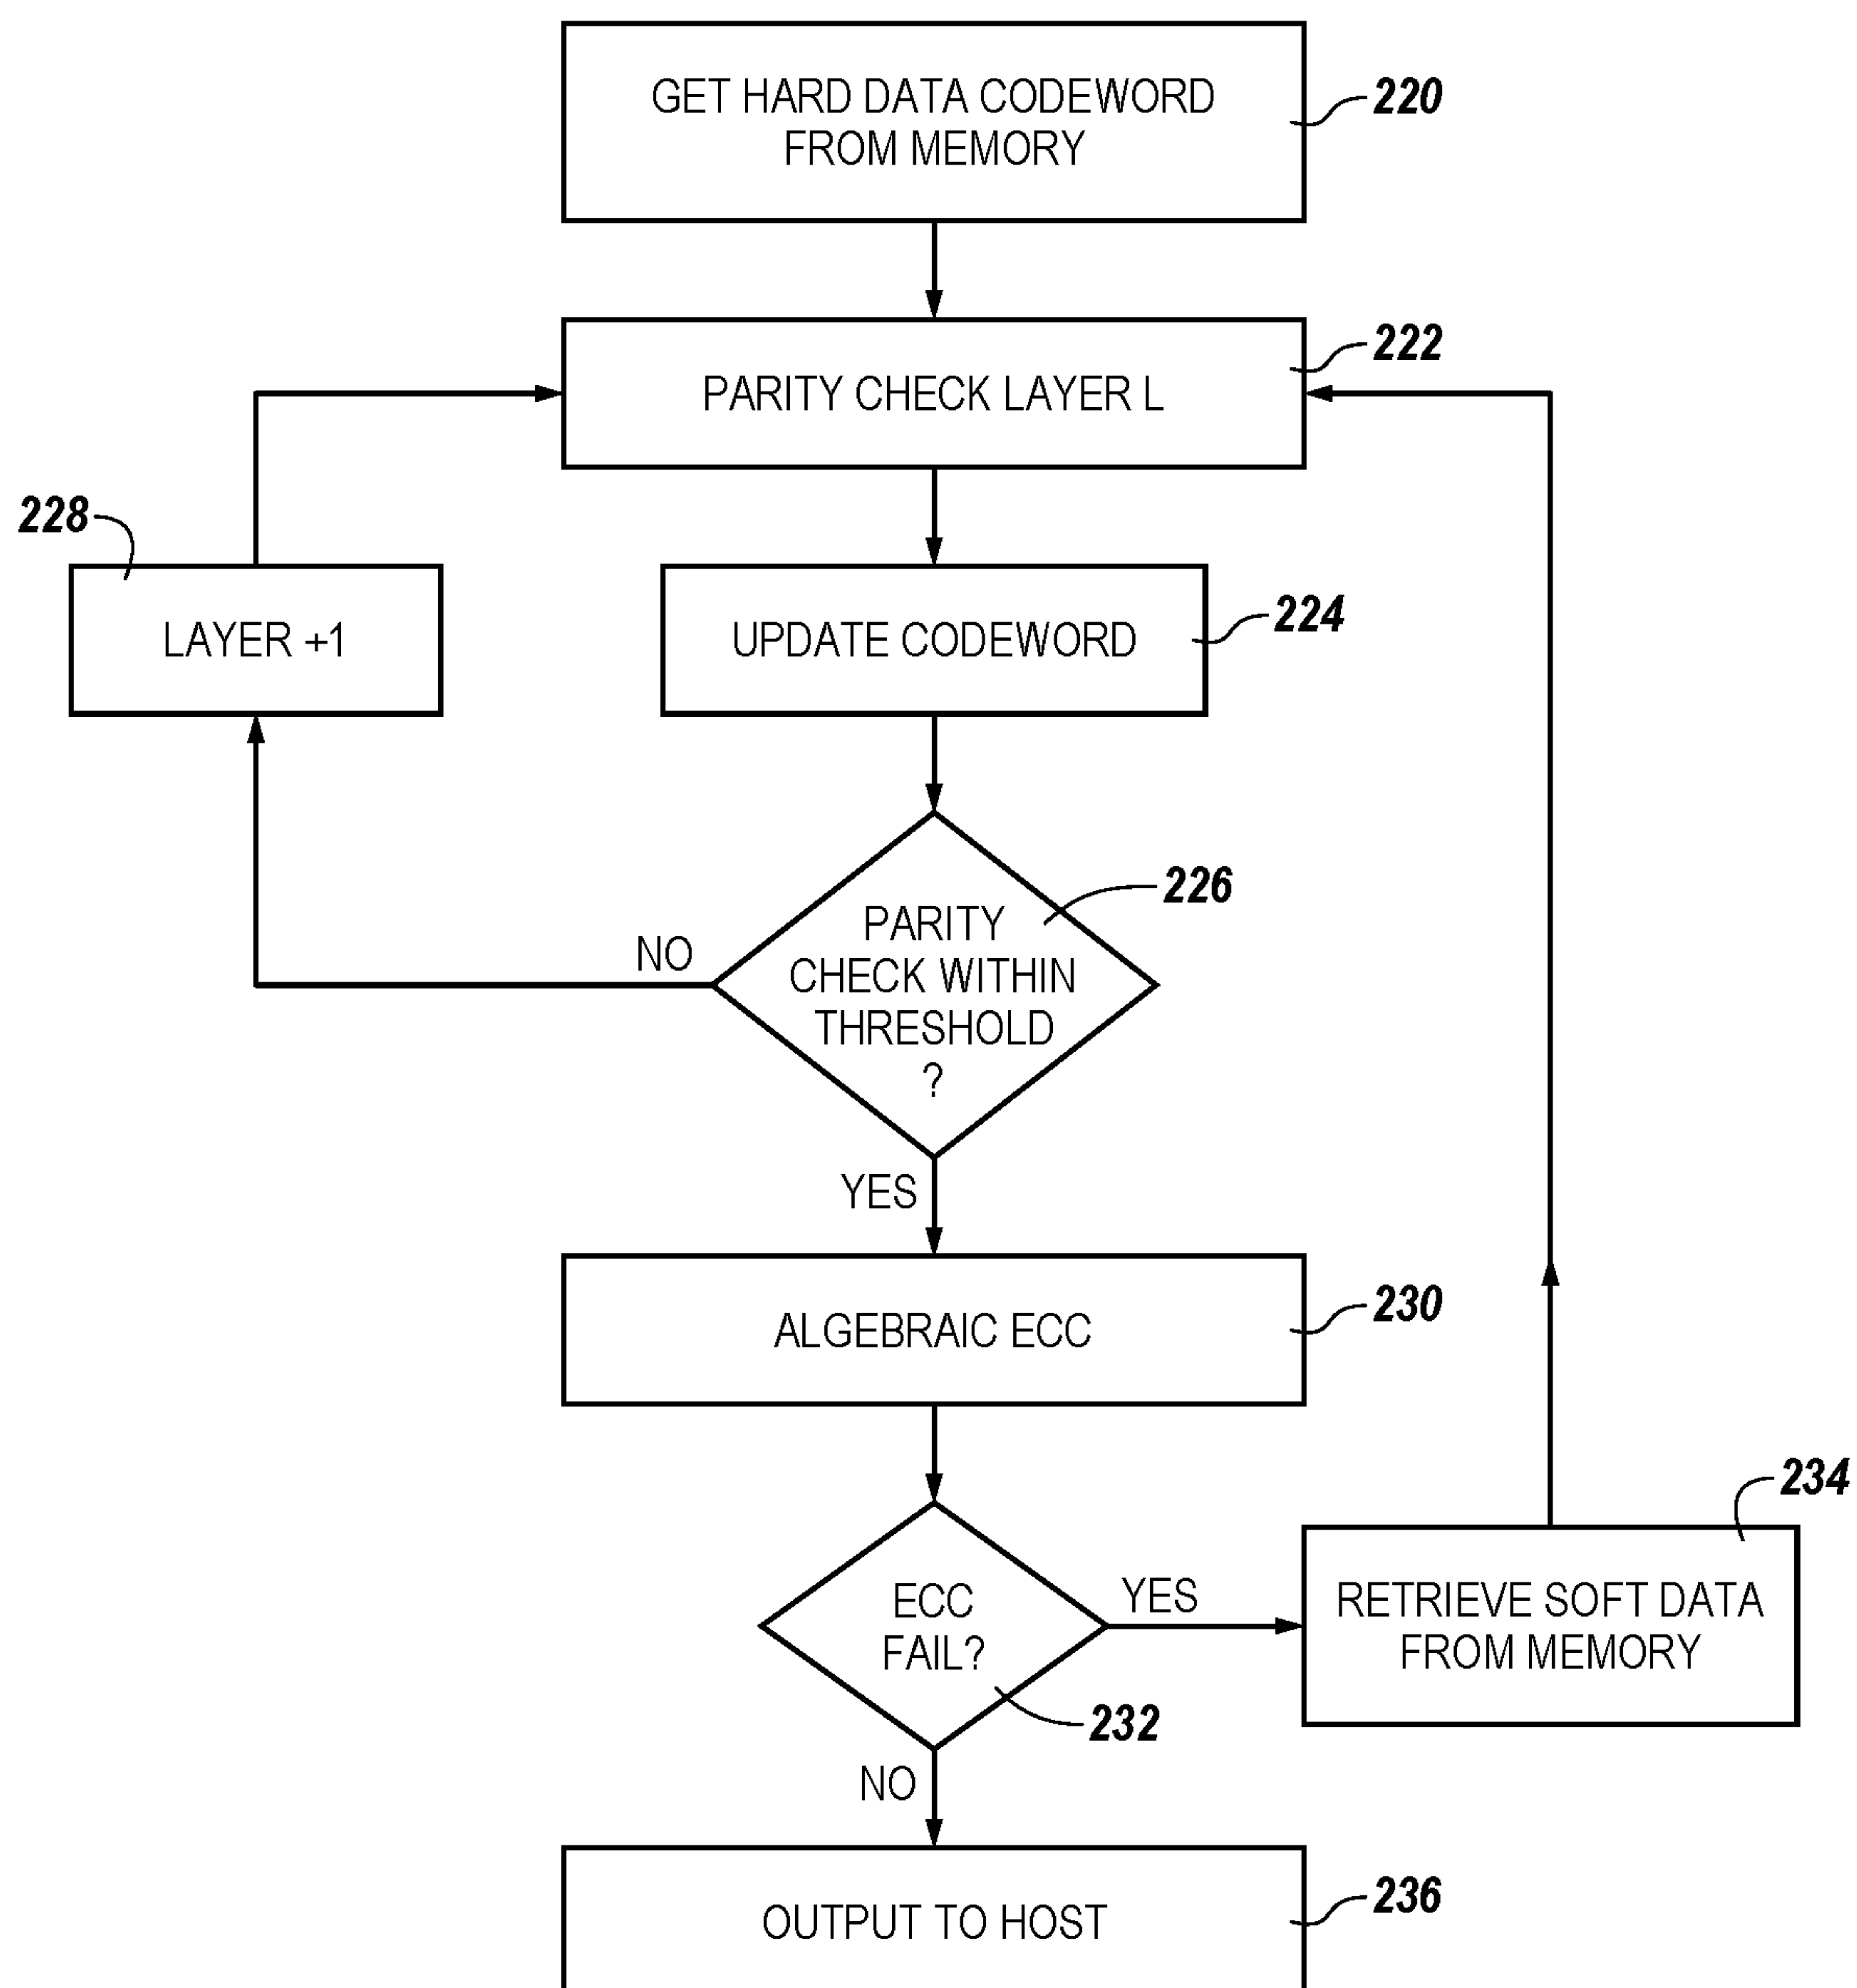 GET HARD DATA CODEWORD
FROM MEMORY
220
PARITY CHECK LAYER L
222
228
LAYER +1
UPDATE CODEWORD
224
PARITY
CHECK WITHIN
THRESHOLD
?
226
NO
YES
ALGEBRAIC ECC
230
ECC
FAIL?
232
YES
RETRIEVE SOFT DATA
FROM MEMORY
234
NO
OUTPUT TO HOST
236